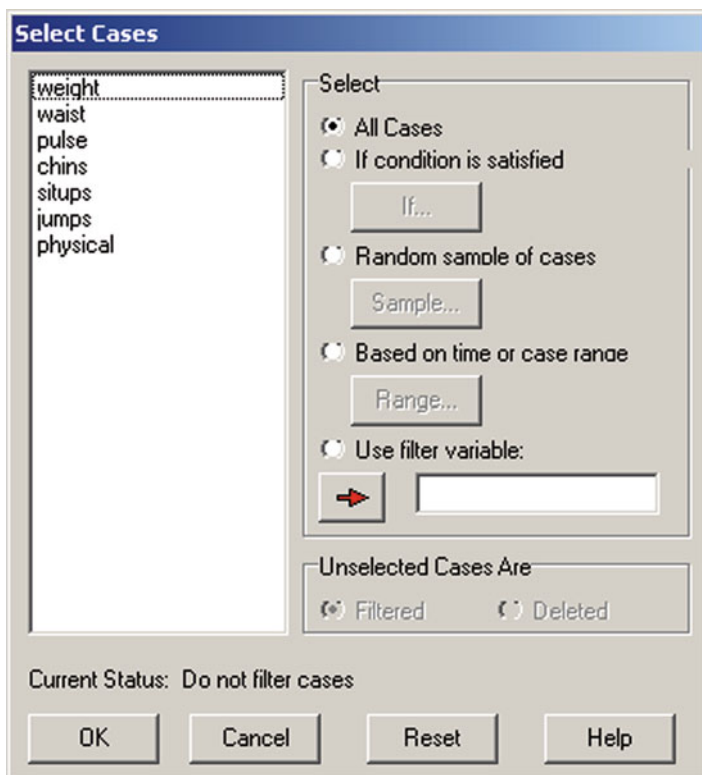 Select Cases
weight
waist
pulse
chins
situps
jumps
physical
Select
All Cases
If condition is satisfied
If...
Random sample of cases
Sample...
Based on time or case range
Range...
Use filter variable:
Unselected Cases Are
Filtered Deleted
Current Status: Do not filter cases
OK Cancel Reset Help